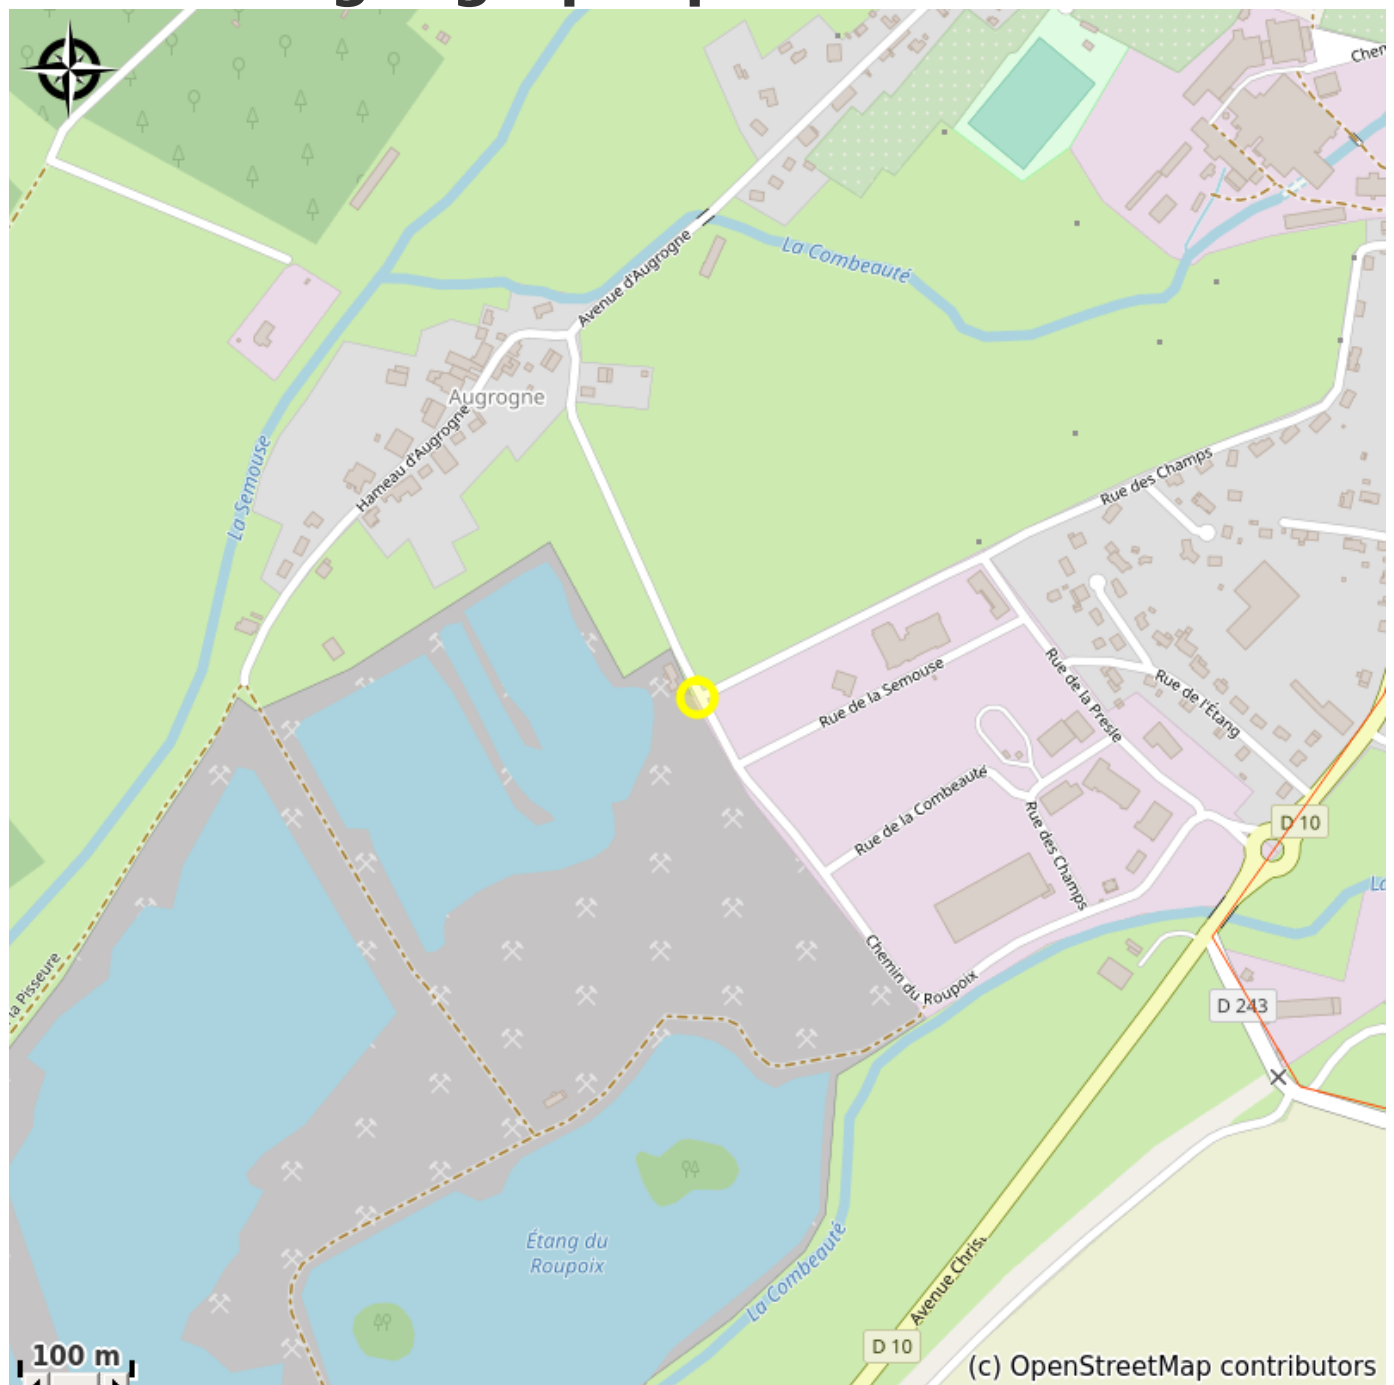 Chem
La Combeauté
Avenue d'Augrogne
Augrogne
Hameau d'Augrogne
La Semouse
Rue des Champs
Rue de la Semouse
Rue de la Presle
Rue de l'Étang
Rue de la Combeauté
Rue des Champs
D 10
La
Chemin du Roupoix
la Pisseure
D 243
Étang du
Roupoix
La Combeauté
Avenue Chris
D 10
100 m
(c) OpenStreetMap contributors